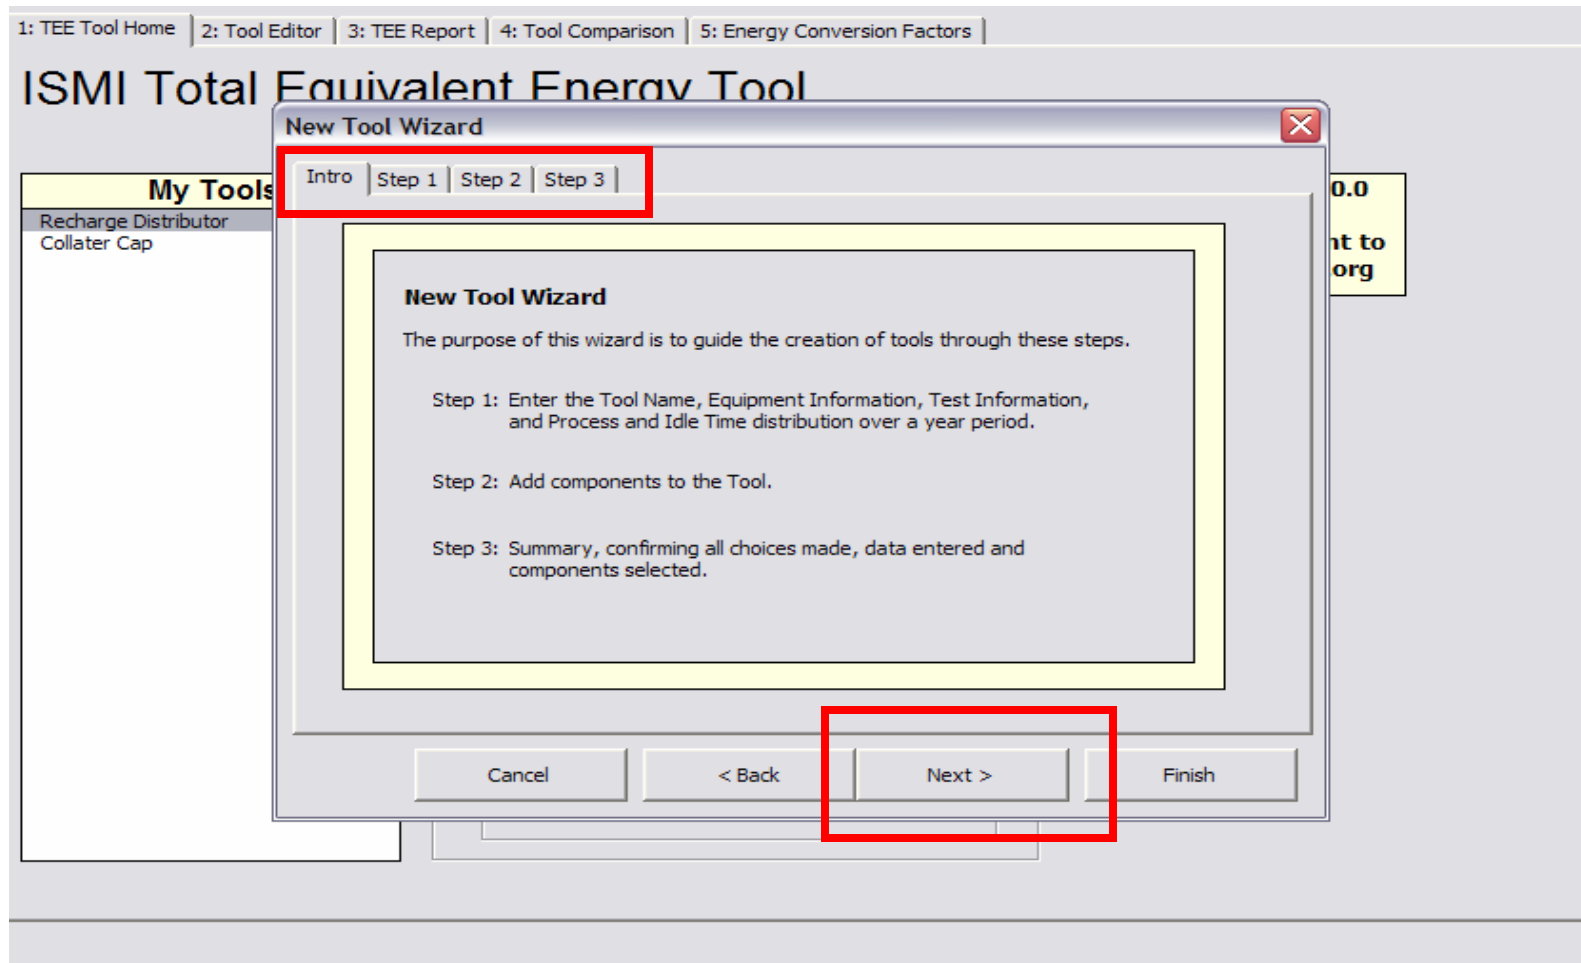 1: TEE Tool Home 2: Tool Editor 3: TEE Report 4: Tool Comparison 5: Energy Conversion Factors
ISMI Total Equivalent Energy Tool
New Tool Wizard
Intro Step 1 Step 2 Step 3
My Tools
Recharge Distributor
Collater Cap
0.0
nt to
.org
New Tool Wizard
The purpose of this wizard is to guide the creation of tools through these steps.
Step 1: Enter the Tool Name, Equipment Information, Test Information,
and Process and Idle Time distribution over a year period.
Step 2: Add components to the Tool.
Step 3: Summary, confirming all choices made, data entered and
components selected.
Cancel < Back Next > Finish